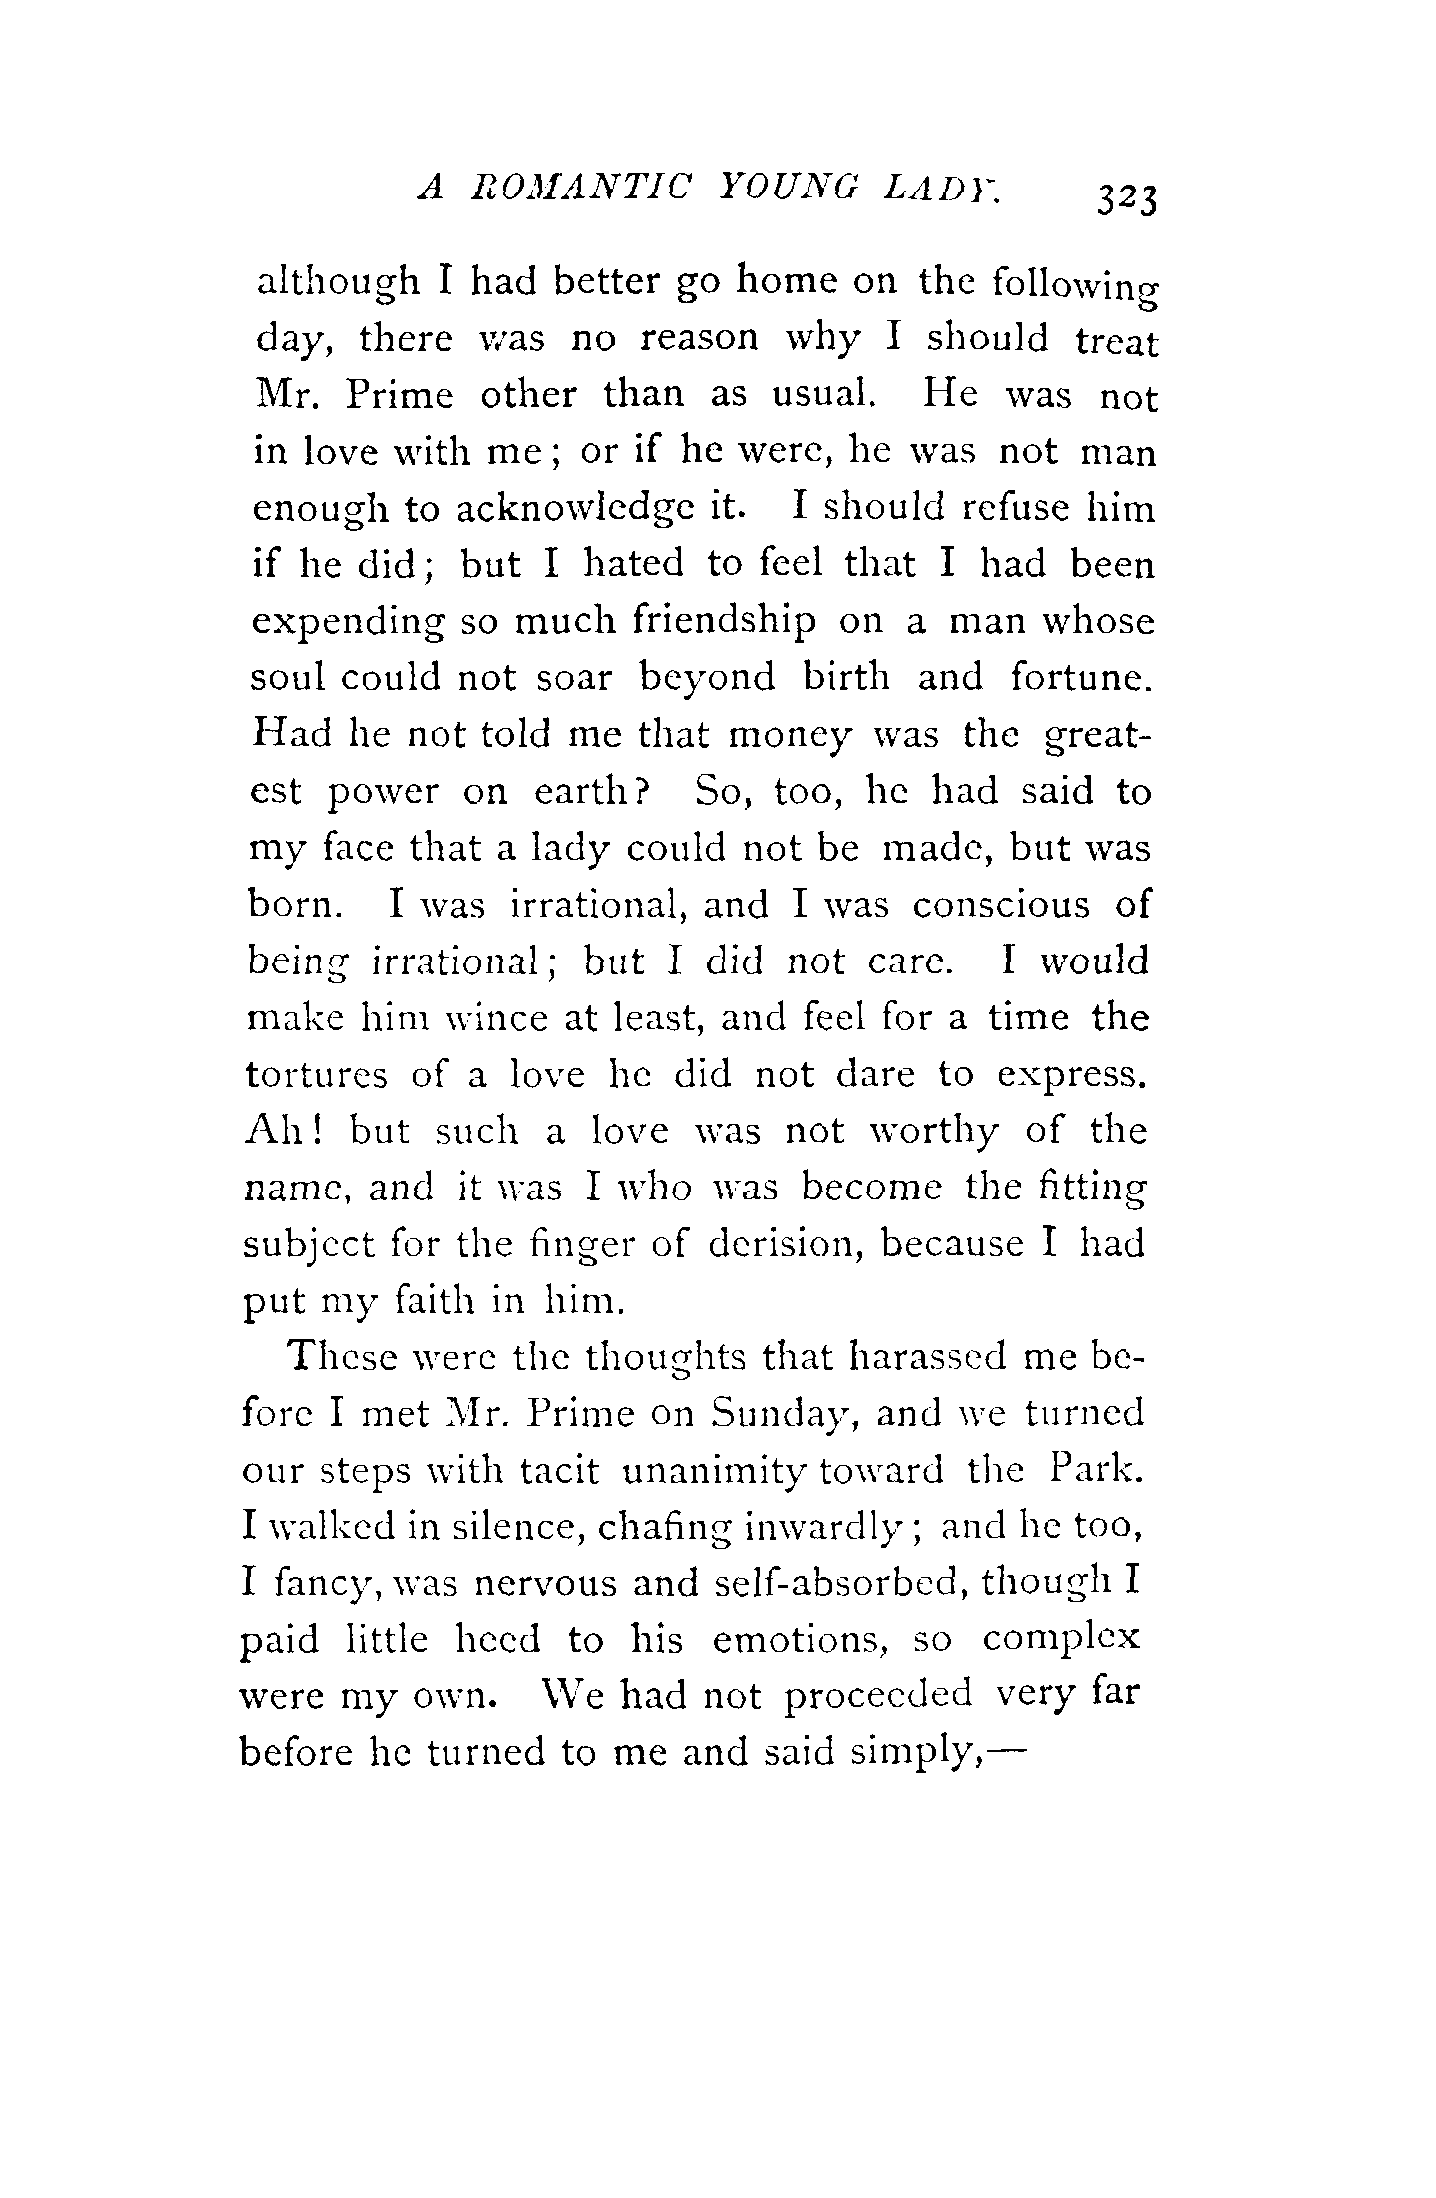 A ROMANTIC YOUNG LADY. 323
although I had better go home on the following
day, there was no reason why I should treat
Mr. Prime other than as usual. He was not
in love with me; or if he were, he was not man
enough to acknowledge it. I should refuse him
if he did; but I hated to feel that I had been
expending so much friendship on a man whose
soul could not soar beyond birth and fortune.
Had he not told me that money was the great-
est power on earth? So, too, he had said to
my face that a lady could not be made, but was
born. I was irrational, and I was conscious of
being irrational; but I did not care. I would
make him wince at least, and feel for a time the
tortures of a love he did not dare to express.
Ah! but such a love was not worthy of the
name, and it was I who was become the fitting
subject for the finger of derision, because I had
put my faith in him.
These were the thoughts that harassed me be-
fore I met Mr. Prime on Sunday, and we turned
our steps with tacit unanimity toward the Park.
I walked in silence, chafing inwardly; and he too,
I fancy, was nervous and self-absorbed, though I
paid little heed to his emotions, so complex
were my own. We had not proceeded very far
before he turned to me and said simply,—